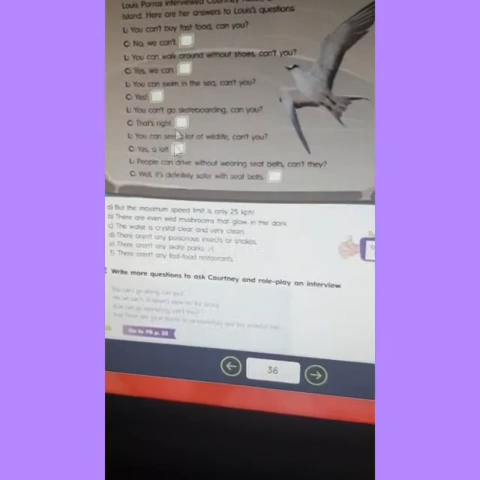 Louis Porras interviewed Courtney
Island. Here are her answers to Louis's questions.
L: You can't buy fast food, can you?
C: No, we can't.
L: You can walk around without shoes, can't you?
C: Yes, we can.
L: You can swim in the sea, can't you?
C: Yes!
L: You can't go skateboarding, can you?
C: That's right.
L: You can see a lot of wildlife, can't you?
C: Yes, a lot!
L: People can drive without wearing seat belts, can't they?
C: Well, it's definitely safer with seat belts.
a) But the maximum speed limit is only 25 kph!
b) There are even wild mushrooms that glow in the dark.
c) The water is crystal clear and very clean.
d) There aren't any poisonous insects or snakes.
e) There aren't any skate parks
f) There aren't any fast-food restaurants.
Write more questions to ask Courtney and role-play an interview
Go to PB p. 35
36